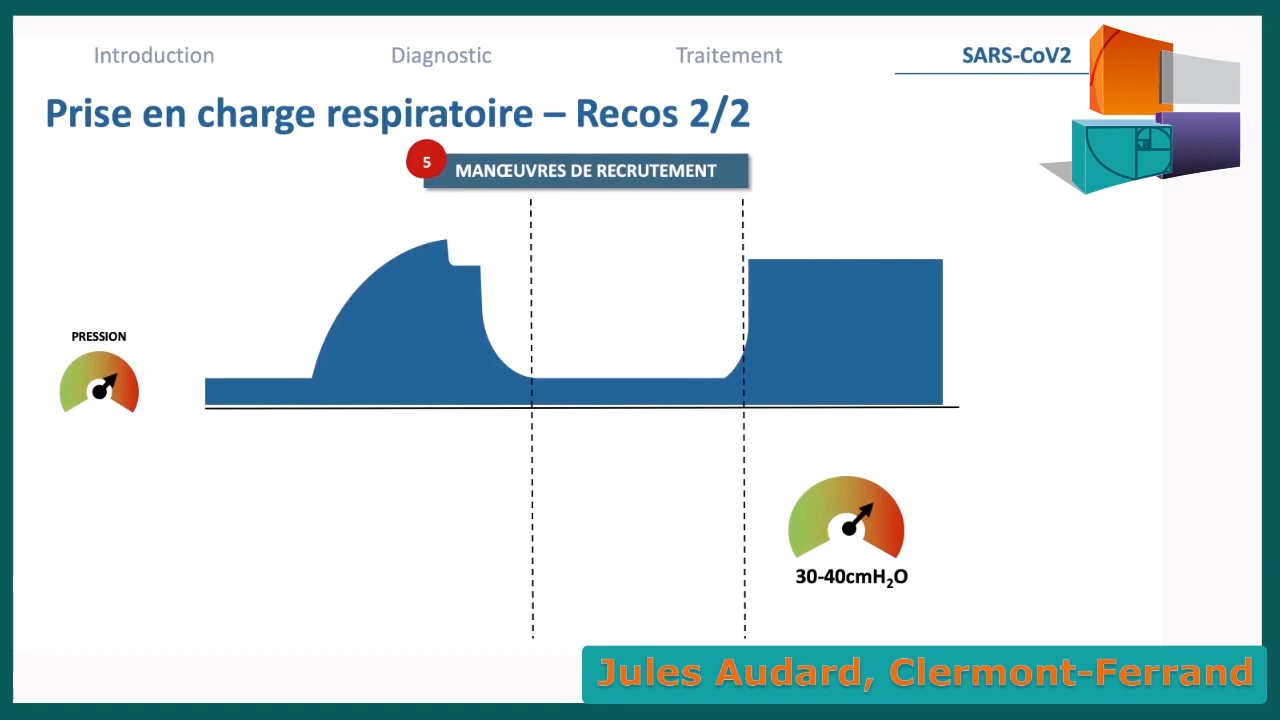 Introduction Diagnostic Traitement SARS-CoV2
Prise en charge respiratoire – Recos 2/2
5 MANŒUVRES DE RECRUTEMENT
PRESSION
30-40cmH₂O
Jules Audard, Clermont-Ferrand